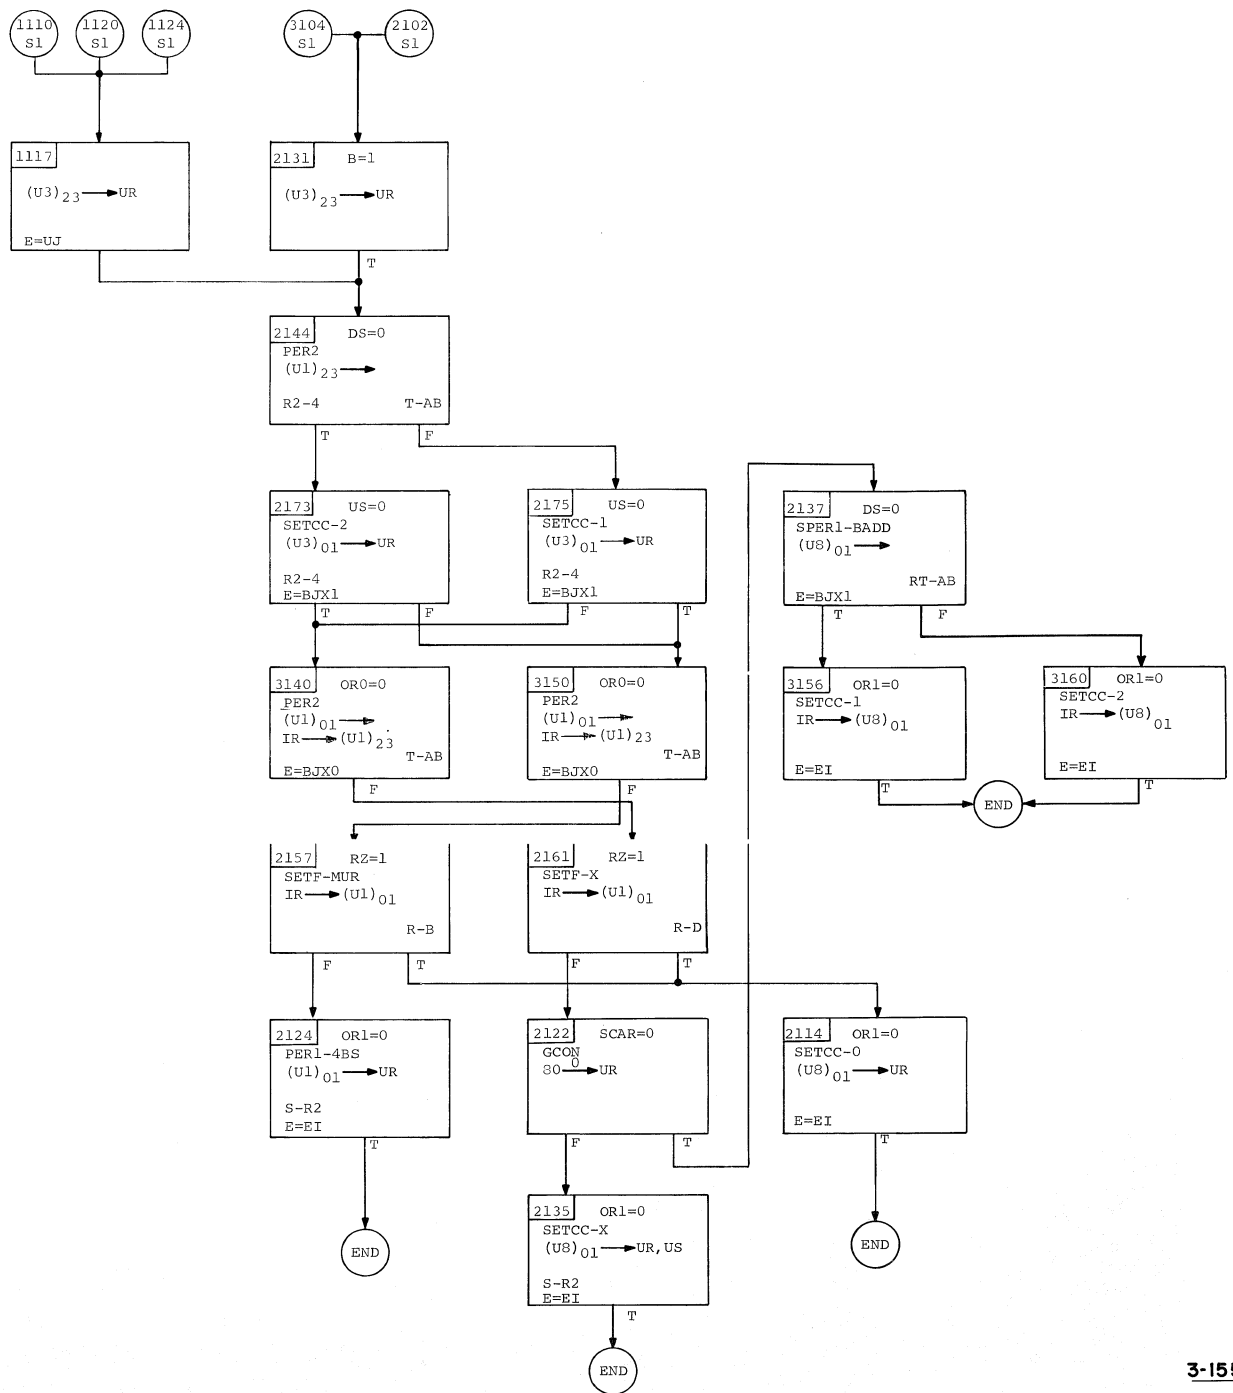 1110
S1
1120
S1
1124
S1
3104
S1
2102
S1
1117
(U3)23 → UR
E=UJ
2131 B=1
(U3)23 → UR
T
2144 DS=0
PER2
(U1)23 →
R2-4 T-AB
T F
2173 US=0
SETCC-2
(U3)01 → UR
R2-4
E=BJX1
T F
2175 US=0
SETCC-1
(U3)01 → UR
R2-4
E=BJX1
F T
2137 DS=0
SPER1-BADD
(U8)01 →
RT-AB
E=BJX1
T F
3140 OR0=0
PER2
(U1)01 →
IR → (U1)23
T-AB
E=BJX0
F
3150 OR0=0
PER2
(U1)01 →
IR → (U1)23
T-AB
E=BJX0
F
3156 OR1=0
SETCC-1
IR → (U8)01
E=EI
T
3160 OR1=0
SETCC-2
IR → (U8)01
E=EI
T
END
2157 RZ=1
SETF-MUR
IR → (U1)01
R-B
F T
2161 RZ=1
SETF-X
IR → (U1)01
R-D
F T
2124 OR1=0
PER1-4BS
(U1)01 → UR
S-R2
E=EI
T
2122 SCAR=0
GCON
80 0 → UR
F T
2114 OR1=0
SETCC-0
(U8)01 → UR
E=EI
T
END
2135 OR1=0
SETCC-X
(U8)01 → UR,US
S-R2
E=EI
T
END
END
3-155